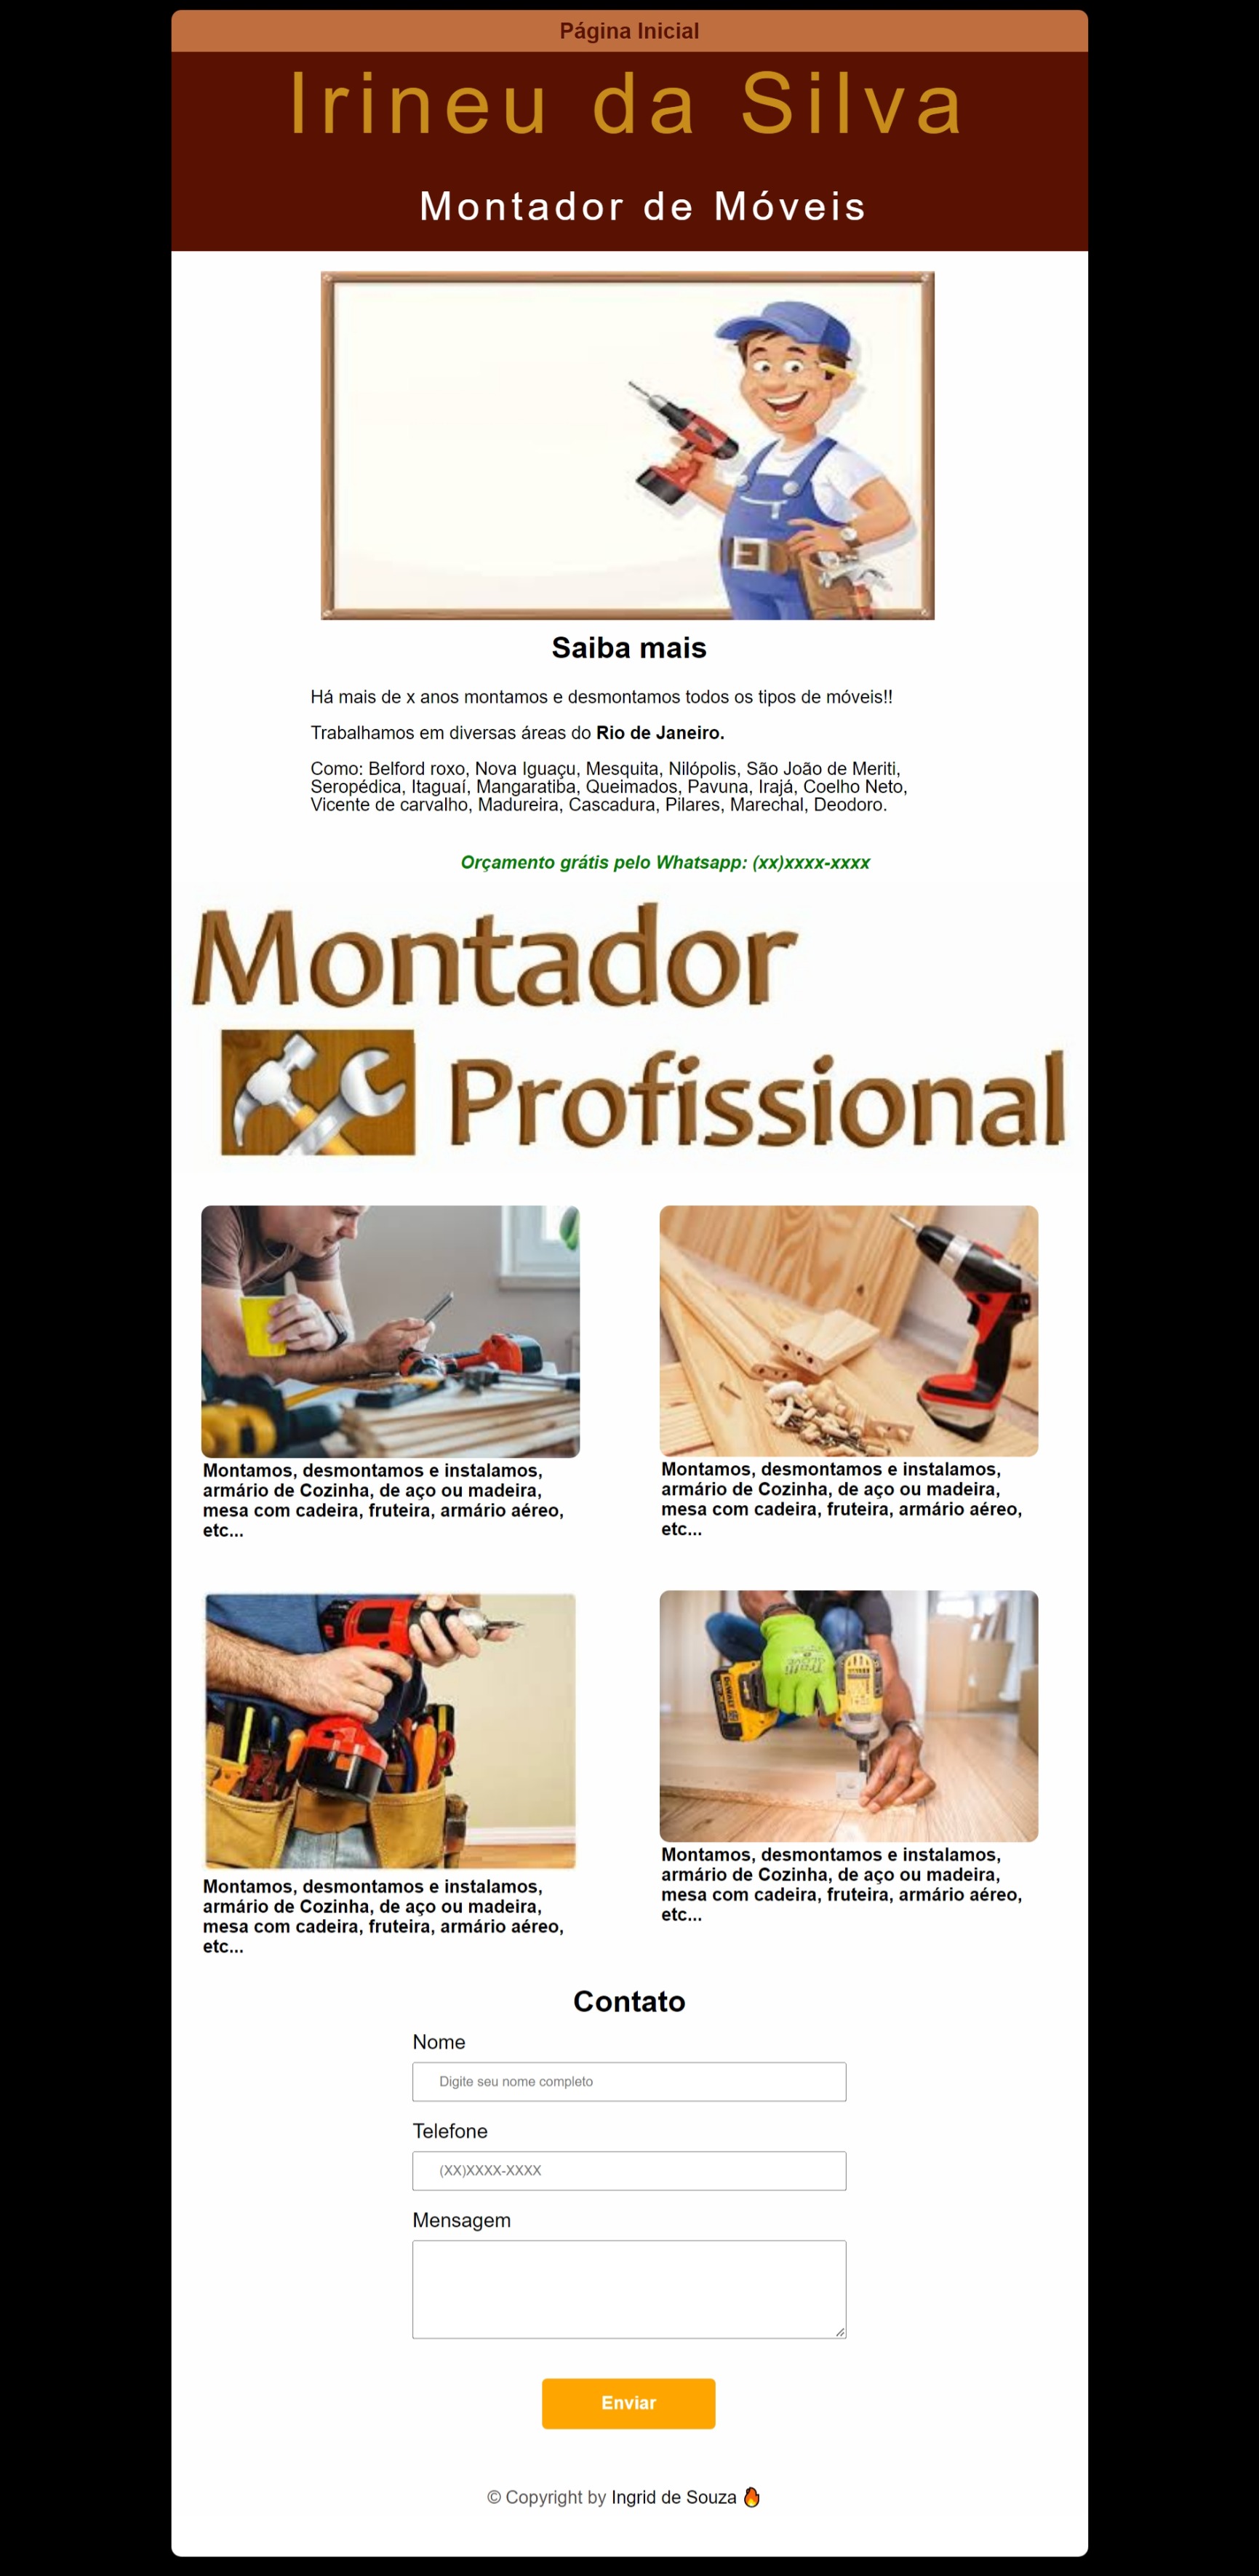 Página Inicial
Irineu da Silva
Montador de Móveis
Saiba mais
Há mais de x anos montamos e desmontamos todos os tipos de móveis!!
Trabalhamos em diversas áreas do Rio de Janeiro.
Como: Belford roxo, Nova Iguaçu, Mesquita, Nilópolis, São João de Meriti,
Seropédica, Itaguaí, Mangaratiba, Queimados, Pavuna, Irajá, Coelho Neto,
Vicente de carvalho, Madureira, Cascadura, Pilares, Marechal, Deodoro.
Orçamento grátis pelo Whatsapp: (xx)xxxx-xxxx
Montador
Profissional
Montamos, desmontamos e instalamos,
armário de Cozinha, de aço ou madeira,
mesa com cadeira, fruteira, armário aéreo,
etc...
Montamos, desmontamos e instalamos,
armário de Cozinha, de aço ou madeira,
mesa com cadeira, fruteira, armário aéreo,
etc...
DEWALT
Montamos, desmontamos e instalamos,
armário de Cozinha, de aço ou madeira,
mesa com cadeira, fruteira, armário aéreo,
etc...
Montamos, desmontamos e instalamos,
armário de Cozinha, de aço ou madeira,
mesa com cadeira, fruteira, armário aéreo,
etc...
Contato
Nome
Digite seu nome completo
Telefone
(XX)XXXX-XXXX
Mensagem
Enviar
© Copyright by Ingrid de Souza